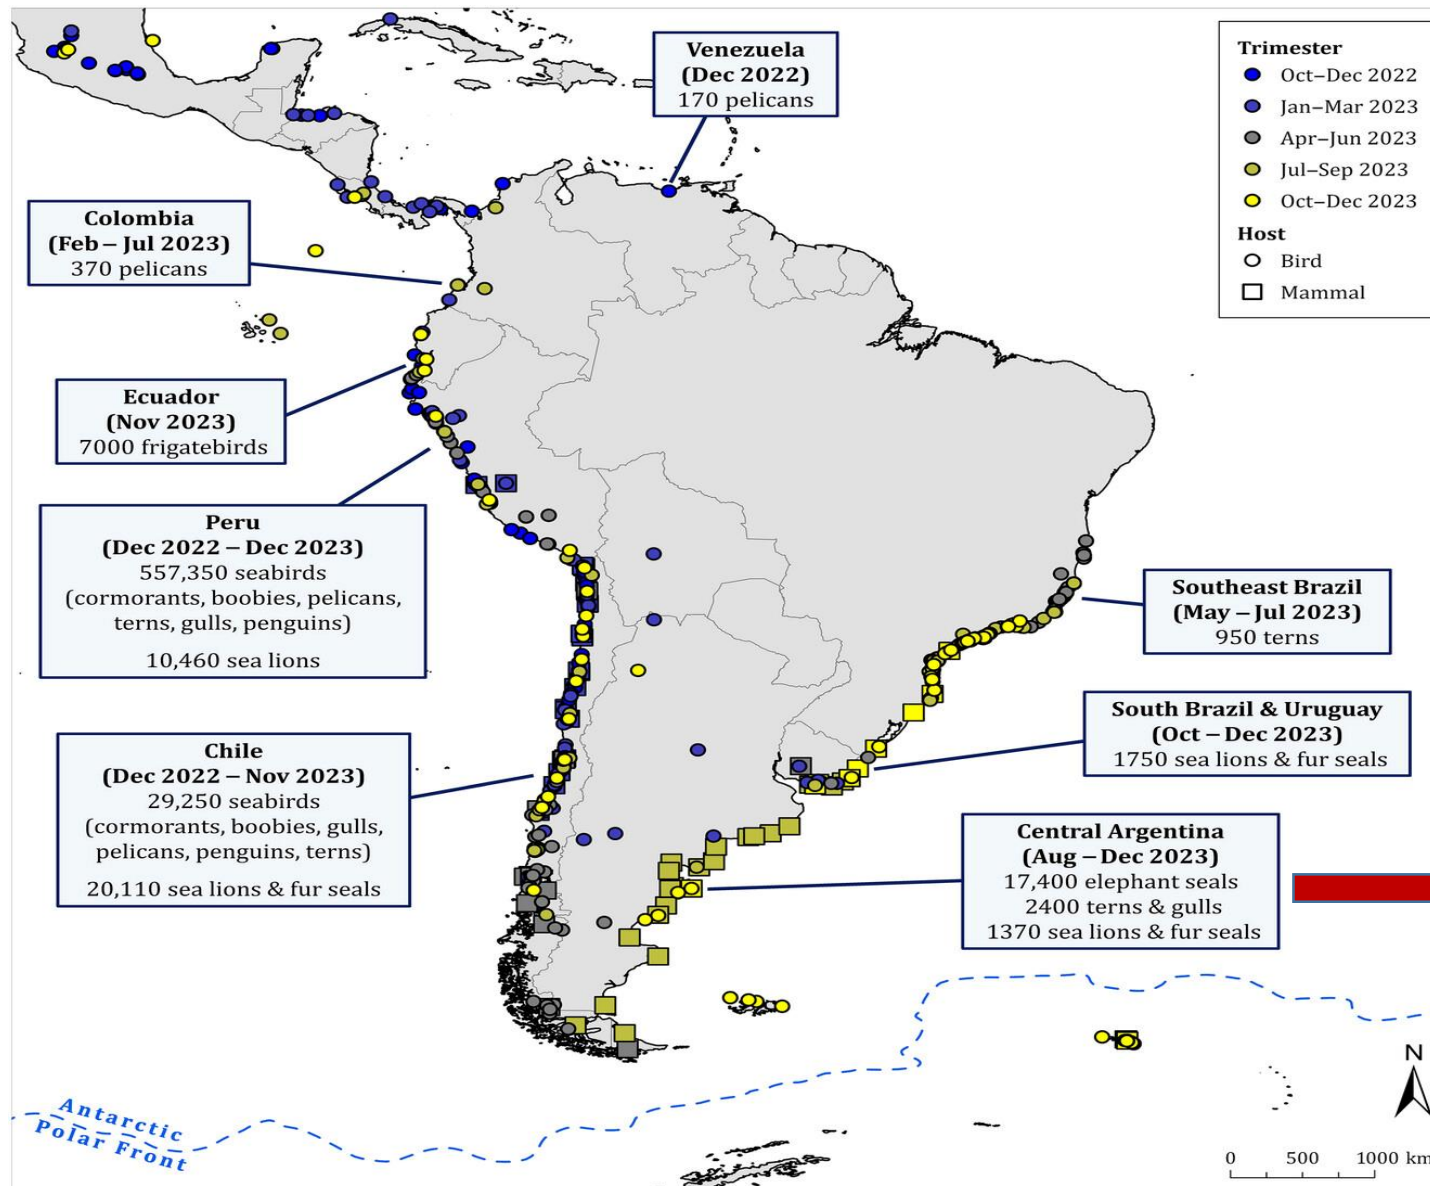 Venezuela
(Dec 2022)
170 pelicans
Trimester
Oct–Dec 2022
Jan–Mar 2023
Apr–Jun 2023
Jul–Sep 2023
Oct–Dec 2023
Host
Bird
Mammal
Colombia
(Feb – Jul 2023)
370 pelicans
Ecuador
(Nov 2023)
7000 frigatebirds
Peru
(Dec 2022 – Dec 2023)
557,350 seabirds
(cormorants, boobies, pelicans,
terns, gulls, penguins)
10,460 sea lions
Southeast Brazil
(May – Jul 2023)
950 terns
South Brazil & Uruguay
(Oct – Dec 2023)
1750 sea lions & fur seals
Chile
(Dec 2022 – Nov 2023)
29,250 seabirds
(cormorants, boobies, gulls,
pelicans, penguins, terns)
20,110 sea lions & fur seals
Central Argentina
(Aug – Dec 2023)
17,400 elephant seals
2400 terns & gulls
1370 sea lions & fur seals
Antarctic
Polar Front
N
0 500 1000 km